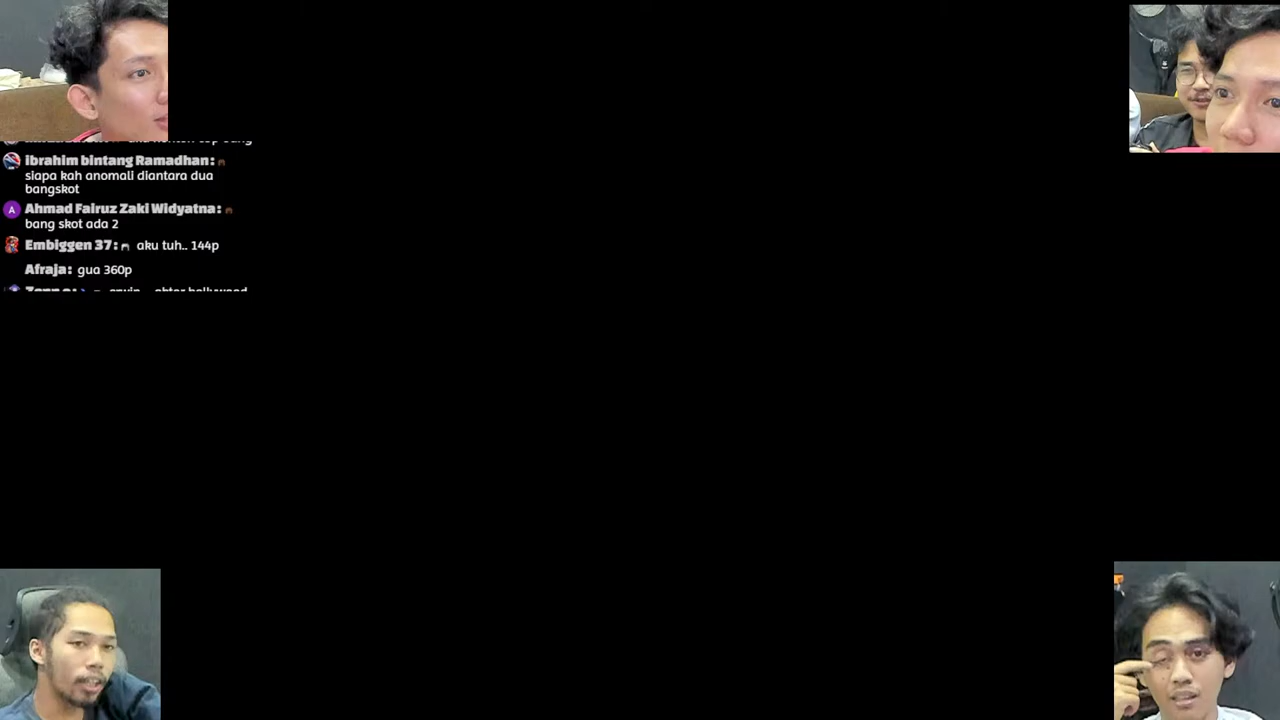 ibrahim bintang Ramadhan:
siapa kah anomali diantara dua
bangskot
A Ahmad Fairuz Zaki Widyatna:
bang skot ada 2
Embiggen 37: aku tuh.. 144p
Afraja: gua 360p